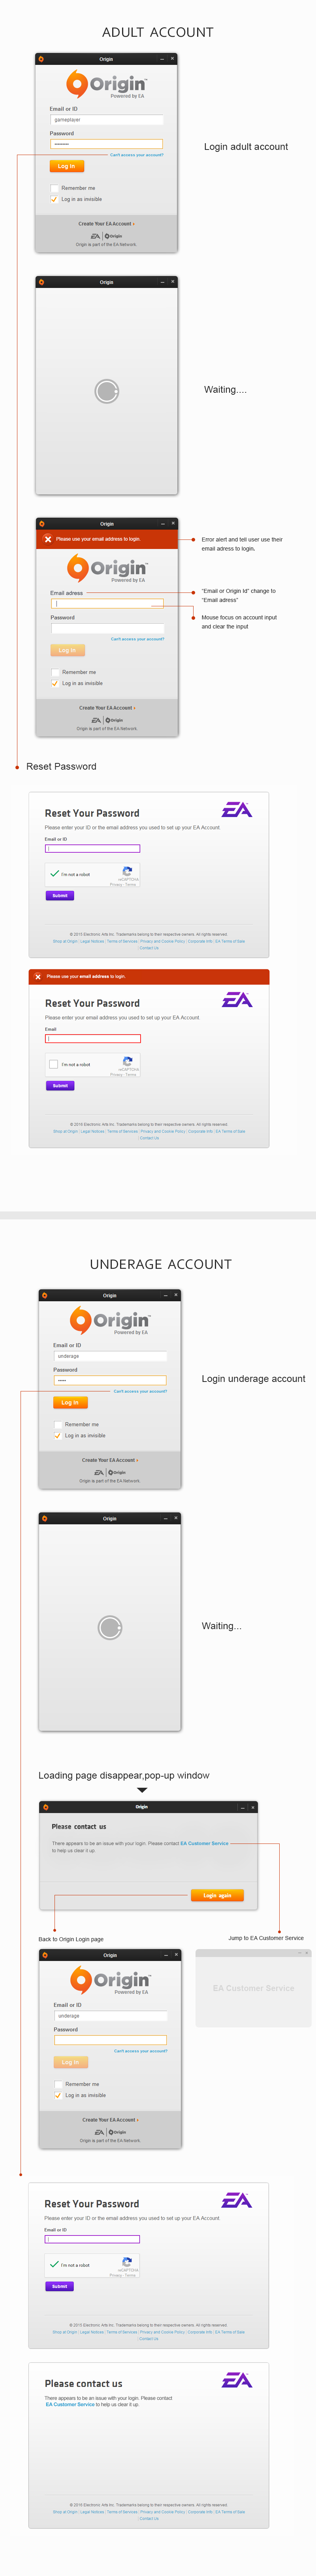 ADULT ACCOUNT
Origin
Origin™
Powered by EA
Email or ID
gameplayer
Password
Can't access your account?
Log In
Remember me
Log in as invisible
Create Your EA Account ›
EA | Origin
Origin is part of the EA Network.
Login adult account
Origin
Waiting....
Origin
Please use your email address to login.
Origin™
Powered by EA
Email adress
Password
Can't access your account?
Log In
Remember me
Log in as invisible
Create Your EA Account ›
EA | Origin
Origin is part of the EA Network.
Error alert and tell user use their
email adress to login.
"Email or Origin Id" change to
"Email adress"
Mouse focus on account input
and clear the input
Reset Password
Reset Your Password
EA
Please enter your ID or the email address you used to set up your EA Account
Email or ID
I'm not a robot
reCAPTCHA
Privacy - Terms
Submit
© 2015 Electronic Arts Inc. Trademarks belong to their respective owners. All rights reserved.
Shop at Origin | Legal Notices | Terms of Services | Privacy and Cookie Policy | Corporate Info | EA Terms of Sale
| Contact Us
Please use your email address to login.
Reset Your Password
EA
Please enter your email address you used to set up your EA Account
Email
I'm not a robot
reCAPTCHA
Privacy - Terms
Submit
© 2015 Electronic Arts Inc. Trademarks belong to their respective owners. All rights reserved.
Shop at Origin | Legal Notices | Terms of Services | Privacy and Cookie Policy | Corporate Info | EA Terms of Sale
| Contact Us
UNDERAGE ACCOUNT
Origin
Origin™
Powered by EA
Email or ID
underage
Password
Can't access your account?
Log In
Remember me
Log in as invisible
Create Your EA Account ›
EA | Origin
Origin is part of the EA Network.
Login underage account
Origin
Waiting...
Loading page disappear,pop-up window
Origin
Please contact us
There appears to be an issue with your login. Please contact EA Customer Service
to help us clear it up.
Login again
Back to Origin Login page
Jump to EA Customer Service
Origin
Origin™
Powered by EA
Email or ID
underage
Password
Can't access your account?
Log In
Remember me
Log in as invisible
Create Your EA Account ›
EA | Origin
Origin is part of the EA Network.
EA Customer Service
Reset Your Password
EA
Please enter your ID or the email address you used to set up your EA Account
Email or ID
I'm not a robot
reCAPTCHA
Privacy - Terms
Submit
© 2015 Electronic Arts Inc. Trademarks belong to their respective owners. All rights reserved.
Shop at Origin | Legal Notices | Terms of Services | Privacy and Cookie Policy | Corporate Info | EA Terms of Sale
| Contact Us
Please contact us
EA
There appears to be an issue with your login. Please contact
EA Customer Service to help us clear it up.
© 2015 Electronic Arts Inc. Trademarks belong to their respective owners. All rights reserved.
Shop at Origin | Legal Notices | Terms of Services | Privacy and Cookie Policy | Corporate Info | EA Terms of Sale
| Contact Us